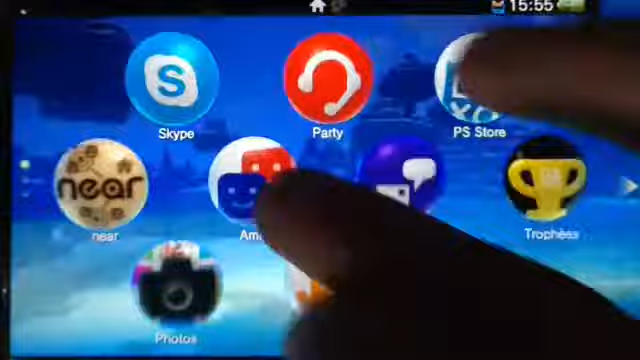 15:55
S
Skype
Party
PS Store
near
near
Trophées
Photos